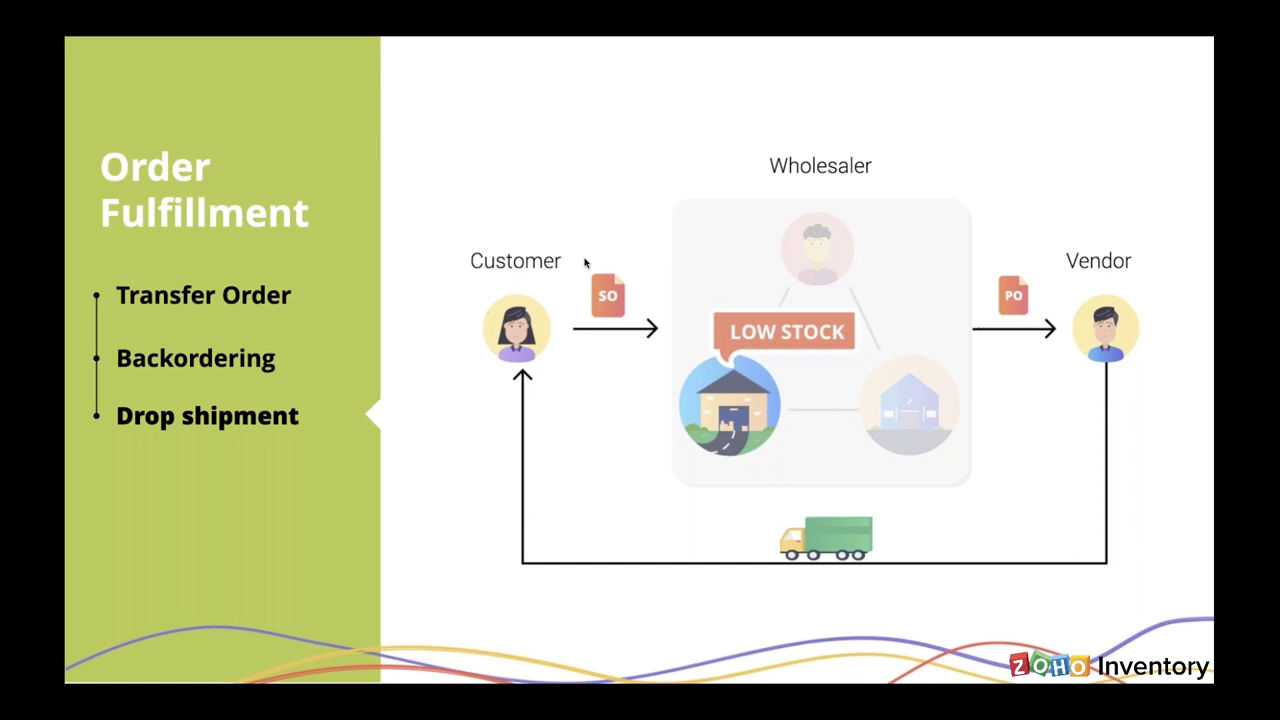 Order
Fulfillment
Transfer Order
Backordering
Drop shipment
Wholesaler
Customer
SO
LOW STOCK
PO
Vendor
ZOHO Inventory